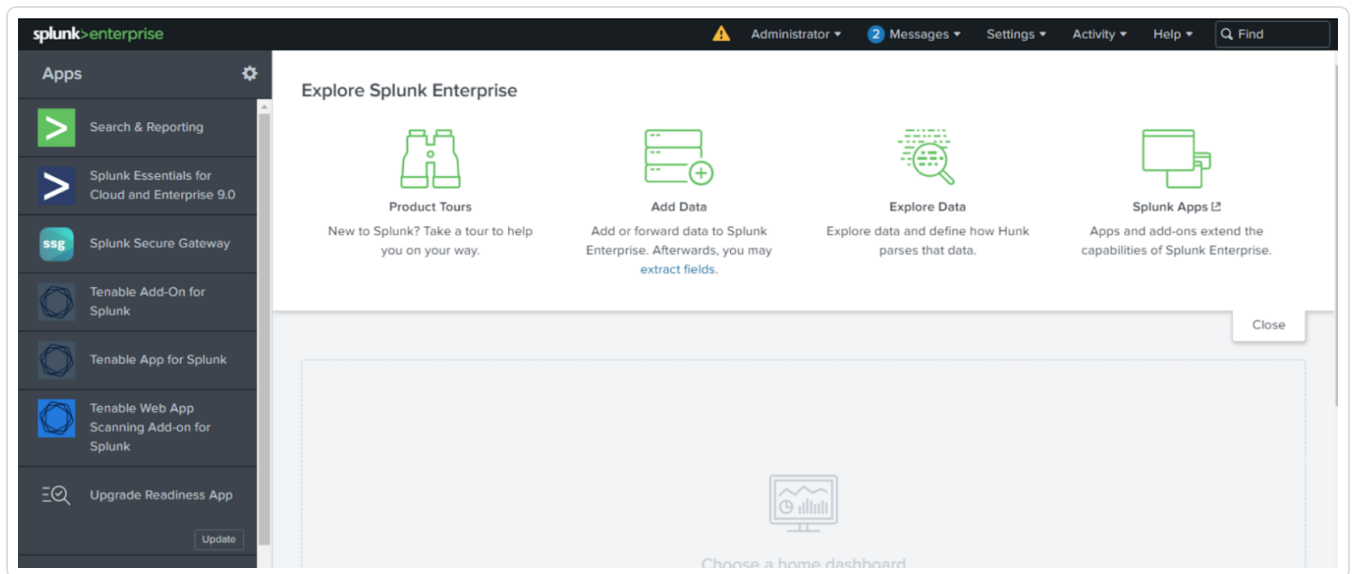 splunk>enterprise
Administrator
2 Messages
Settings
Activity
Help
Find
Apps
Search & Reporting
Splunk Essentials for
Cloud and Enterprise 9.0
ssg
Splunk Secure Gateway
Tenable Add-On for
Splunk
Tenable App for Splunk
Tenable Web App
Scanning Add-on for
Splunk
Upgrade Readiness App
Update
Explore Splunk Enterprise
Product Tours
New to Splunk? Take a tour to help
you on your way.
Add Data
Add or forward data to Splunk
Enterprise. Afterwards, you may
extract fields.
Explore Data
Explore data and define how Hunk
parses that data.
Splunk Apps
Apps and add-ons extend the
capabilities of Splunk Enterprise.
Close
Choose a home dashboard